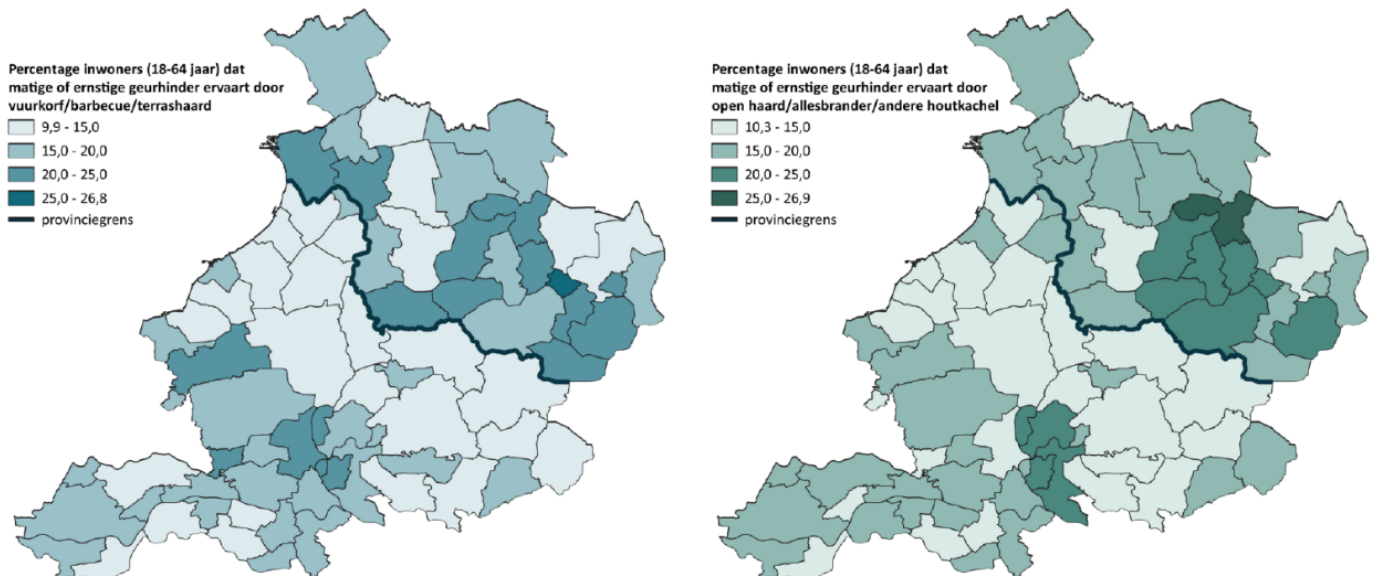 Percentage inwoners (18-64 jaar) dat
matige of ernstige geurhinder ervaart door
vuurkorf/barbecue/terrashaard
9,9 - 15,0
15,0 - 20,0
20,0 - 25,0
25,0 - 26,8
provinciegrens
Percentage inwoners (18-64 jaar) dat
matige of ernstige geurhinder ervaart door
open haard/allesbrander/andere houtkachel
10,3 - 15,0
15,0 - 20,0
20,0 - 25,0
25,0 - 26,9
provinciegrens